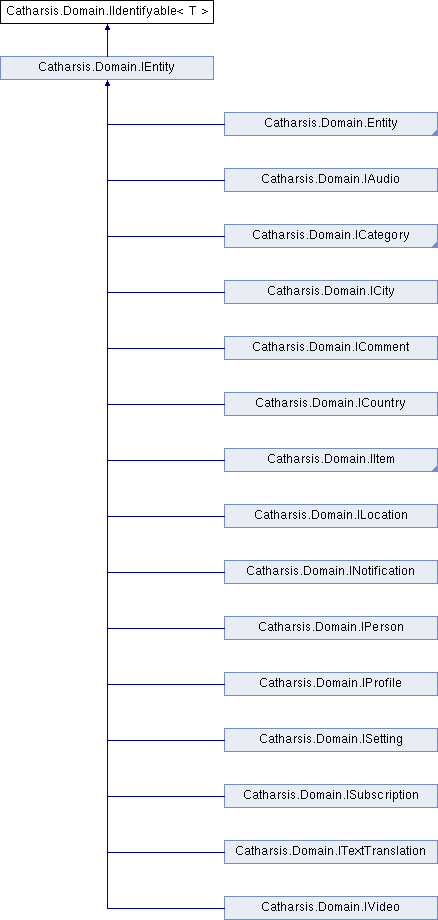 Catharsis.Domain.IIdentifyable< T >
Catharsis.Domain.IEntity
Catharsis.Domain.Entity
Catharsis.Domain.IAudio
Catharsis.Domain.ICategory
Catharsis.Domain.ICity
Catharsis.Domain.IComment
Catharsis.Domain.ICountry
Catharsis.Domain.IItem
Catharsis.Domain.ILocation
Catharsis.Domain.INotification
Catharsis.Domain.IPerson
Catharsis.Domain.IProfile
Catharsis.Domain.ISetting
Catharsis.Domain.ISubscription
Catharsis.Domain.ITextTranslation
Catharsis.Domain.IVideo